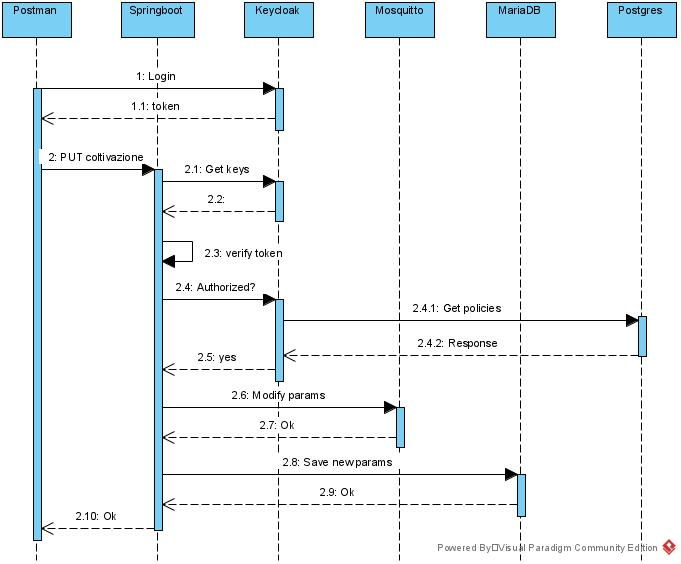 Postman
Springboot
Keycloak
Mosquitto
MariaDB
Postgres
1: Login
1.1: token
2: PUT coltivazione
2.1: Get keys
2.2:
2.3: verify token
2.4: Authorized?
2.4.1: Get policies
2.4.2: Response
2.5: yes
2.6: Modify params
2.7: Ok
2.8: Save new params
2.9: Ok
2.10: Ok
Powered By Visual Paradigm Community Edition